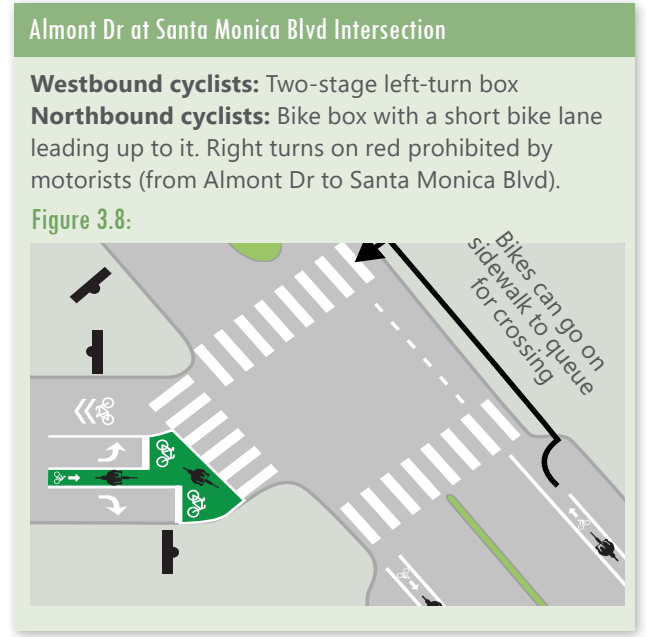 Almont Dr at Santa Monica Blvd Intersection
Westbound cyclists: Two-stage left-turn box
Northbound cyclists: Bike box with a short bike lane
leading up to it. Right turns on red prohibited by
motorists (from Almont Dr to Santa Monica Blvd).
Figure 3.8:
Bikes can go on
sidewalk to queue
for crossing